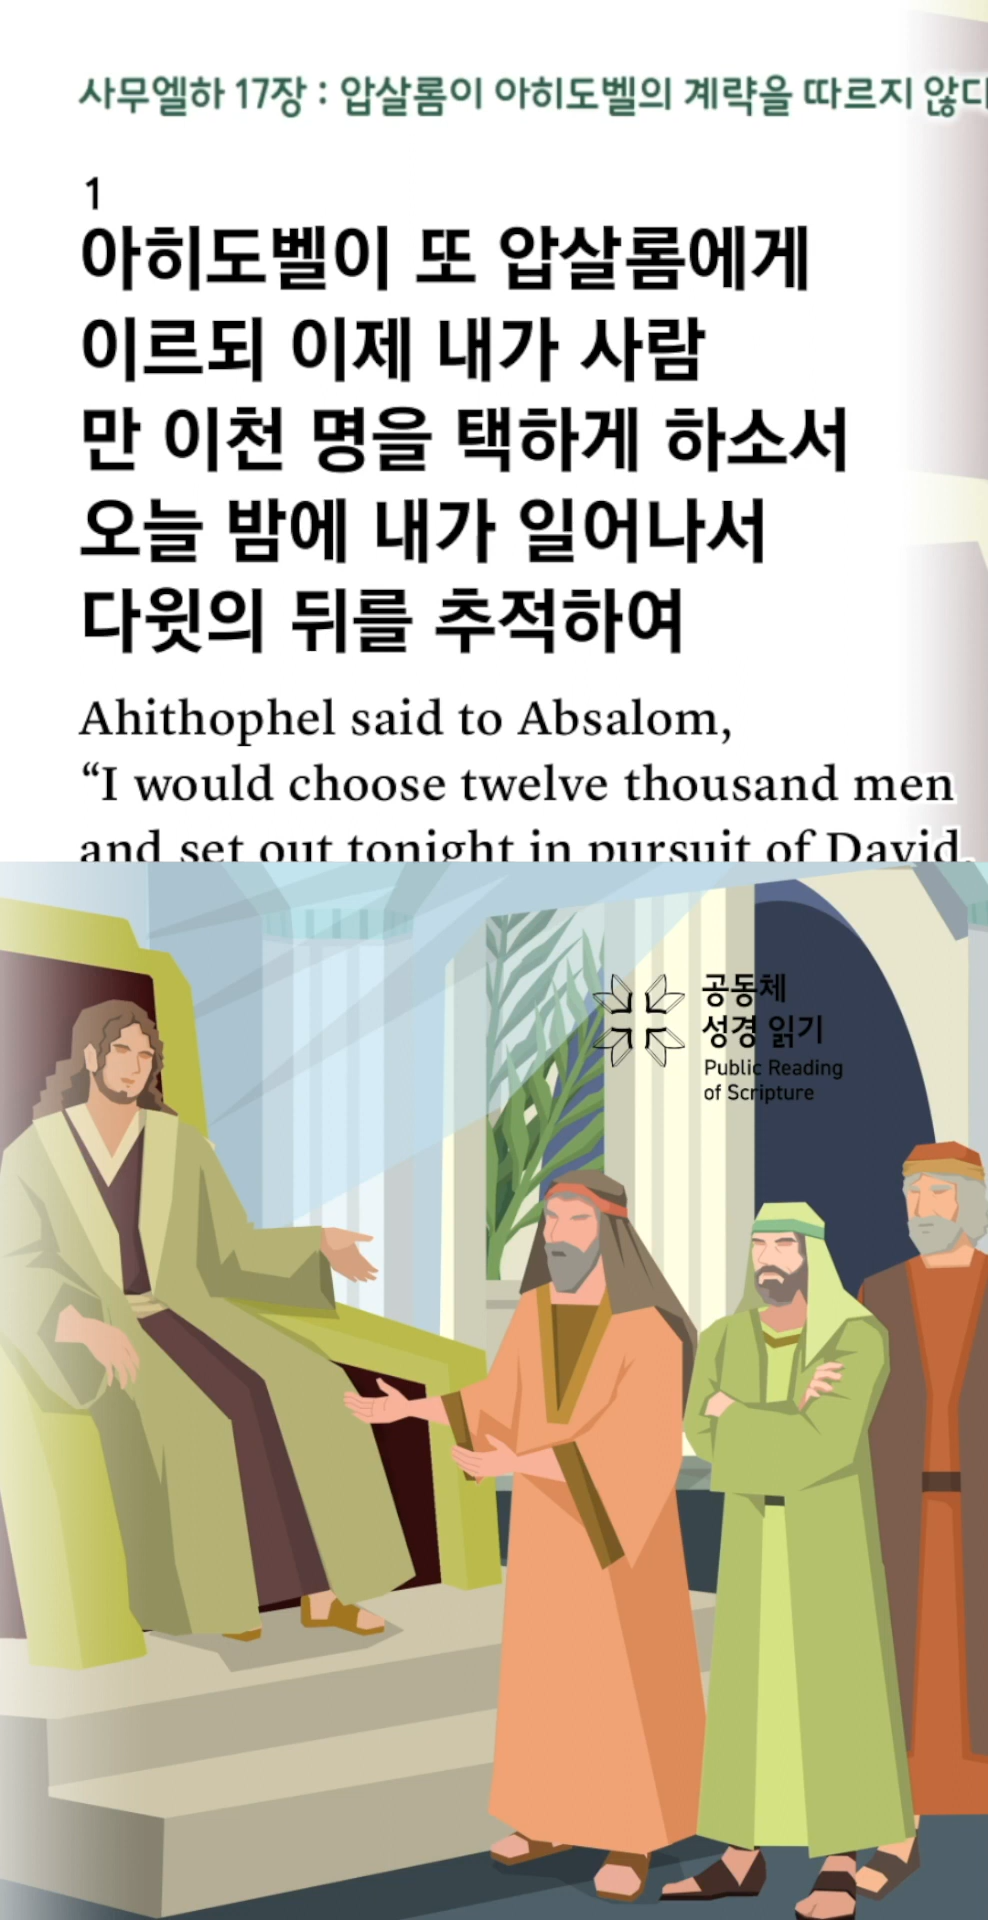 사무엘하 17장 : 압살롬이 아히도벨의 계략을 따르지 않다
1
아히도벨이 또 압살롬에게
이르되 이제 내가 사람
만 이천 명을 택하게 하소서
오늘 밤에 내가 일어나서
다윗의 뒤를 추적하여
Ahithophel said to Absalom,
“I would choose twelve thousand men
and set out tonight in pursuit of David.
공동체
성경 읽기
Public Reading
of Scripture